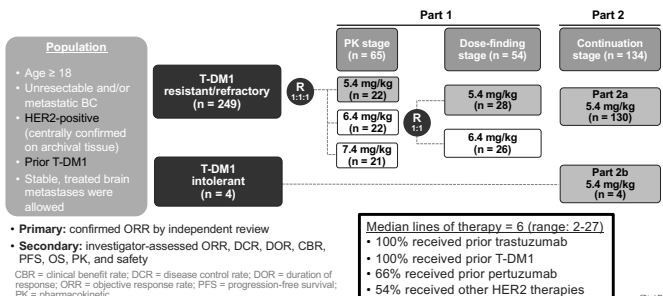 Part 1
Part 2
Population
• Age ≥ 18
• Unresectable and/or
metastatic BC
• HER2-positive
(centrally confirmed
on archival tissue)
• Prior T-DM1
• Stable, treated brain
metastases were
allowed
T-DM1
resistant/refractory
(n = 249)
T-DM1
intolerant
(n = 4)
R
1:1:1
PK stage
(n = 65)
5.4 mg/kg
(n = 22)
6.4 mg/kg
(n = 22)
7.4 mg/kg
(n = 21)
R
1:1
Dose-finding
stage (n = 54)
5.4 mg/kg
(n = 28)
6.4 mg/kg
(n = 26)
Continuation
stage (n = 134)
Part 2a
5.4 mg/kg
(n = 130)
Part 2b
5.4 mg/kg
(n = 4)
• Primary: confirmed ORR by independent review
• Secondary: investigator-assessed ORR, DCR, DOR, CBR,
PFS, OS, PK, and safety
CBR = clinical benefit rate; DCR = disease control rate; DOR = duration of
response; ORR = objective response rate; PFS = progression-free survival;
PK = pharmacokinetic
Median lines of therapy = 6 (range: 2-27)
• 100% received prior trastuzumab
• 100% received prior T-DM1
• 66% received prior pertuzumab
• 54% received other HER2 therapies